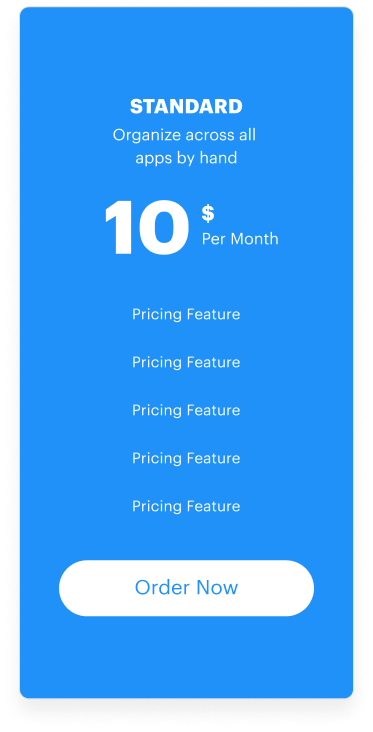 STANDARD
Organize across all
apps by hand
10 $
Per Month
Pricing Feature
Pricing Feature
Pricing Feature
Pricing Feature
Pricing Feature
Order Now